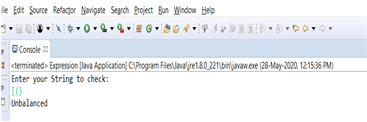 ile Edit Source Refactor Navigate Search Project Run Window Help
Console
<terminated> Expression [Java Application] C:\Program Files\Java\jre1.8.0_221\bin\javaw.exe (28-May-2020, 12:15:36 PM)
Enter your String to check:
[(}
Unbalanced